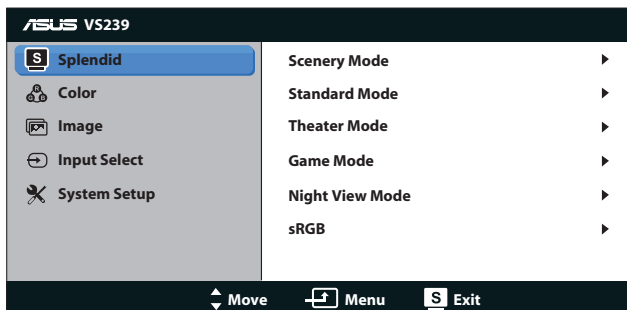 ASUS VS239
S Splendid
Color
Image
Input Select
System Setup
Scenery Mode
Standard Mode
Theater Mode
Game Mode
Night View Mode
sRGB
Move Menu S Exit